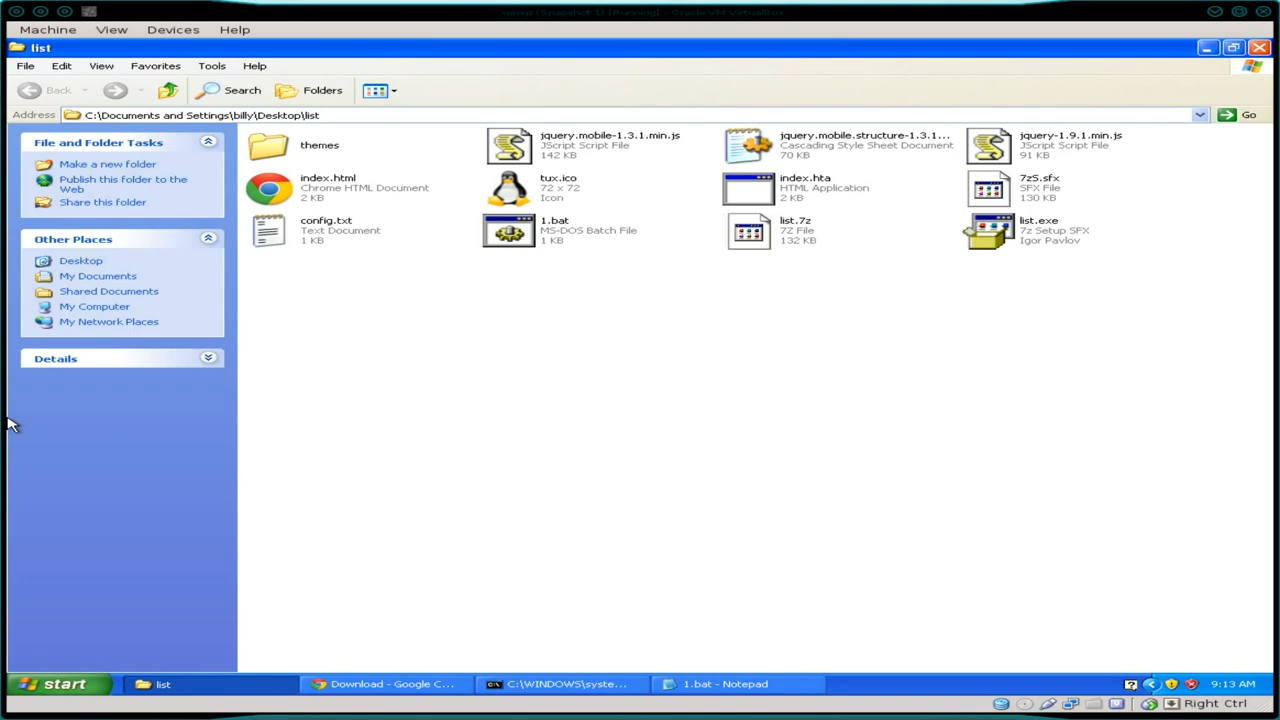 Machine View Devices Help
list
File Edit View Favorites Tools Help
Back Search Folders
Address C:\Documents and Settings\billy\Desktop\list Go
File and Folder Tasks
Make a new folder
Publish this folder to the
Web
Share this folder
Other Places
Desktop
My Documents
Shared Documents
My Computer
My Network Places
Details
themes
jquery.mobile-1.3.1.min.js
JScript Script File
142 KB
jquery.mobile.structure-1.3.1...
Cascading Style Sheet Document
70 KB
jquery-1.9.1.min.js
JScript Script File
91 KB
index.html
Chrome HTML Document
2 KB
tux.ico
72 x 72
Icon
index.hta
HTML Application
2 KB
7zS.sfx
SFX File
130 KB
config.txt
Text Document
1 KB
1.bat
MS-DOS Batch File
1 KB
list.7z
7Z File
132 KB
list.exe
7z Setup SFX
Igor Pavlov
start list Download - Google C... C:\WINDOWS\syste... 1.bat - Notepad 9:13 AM
Right Ctrl